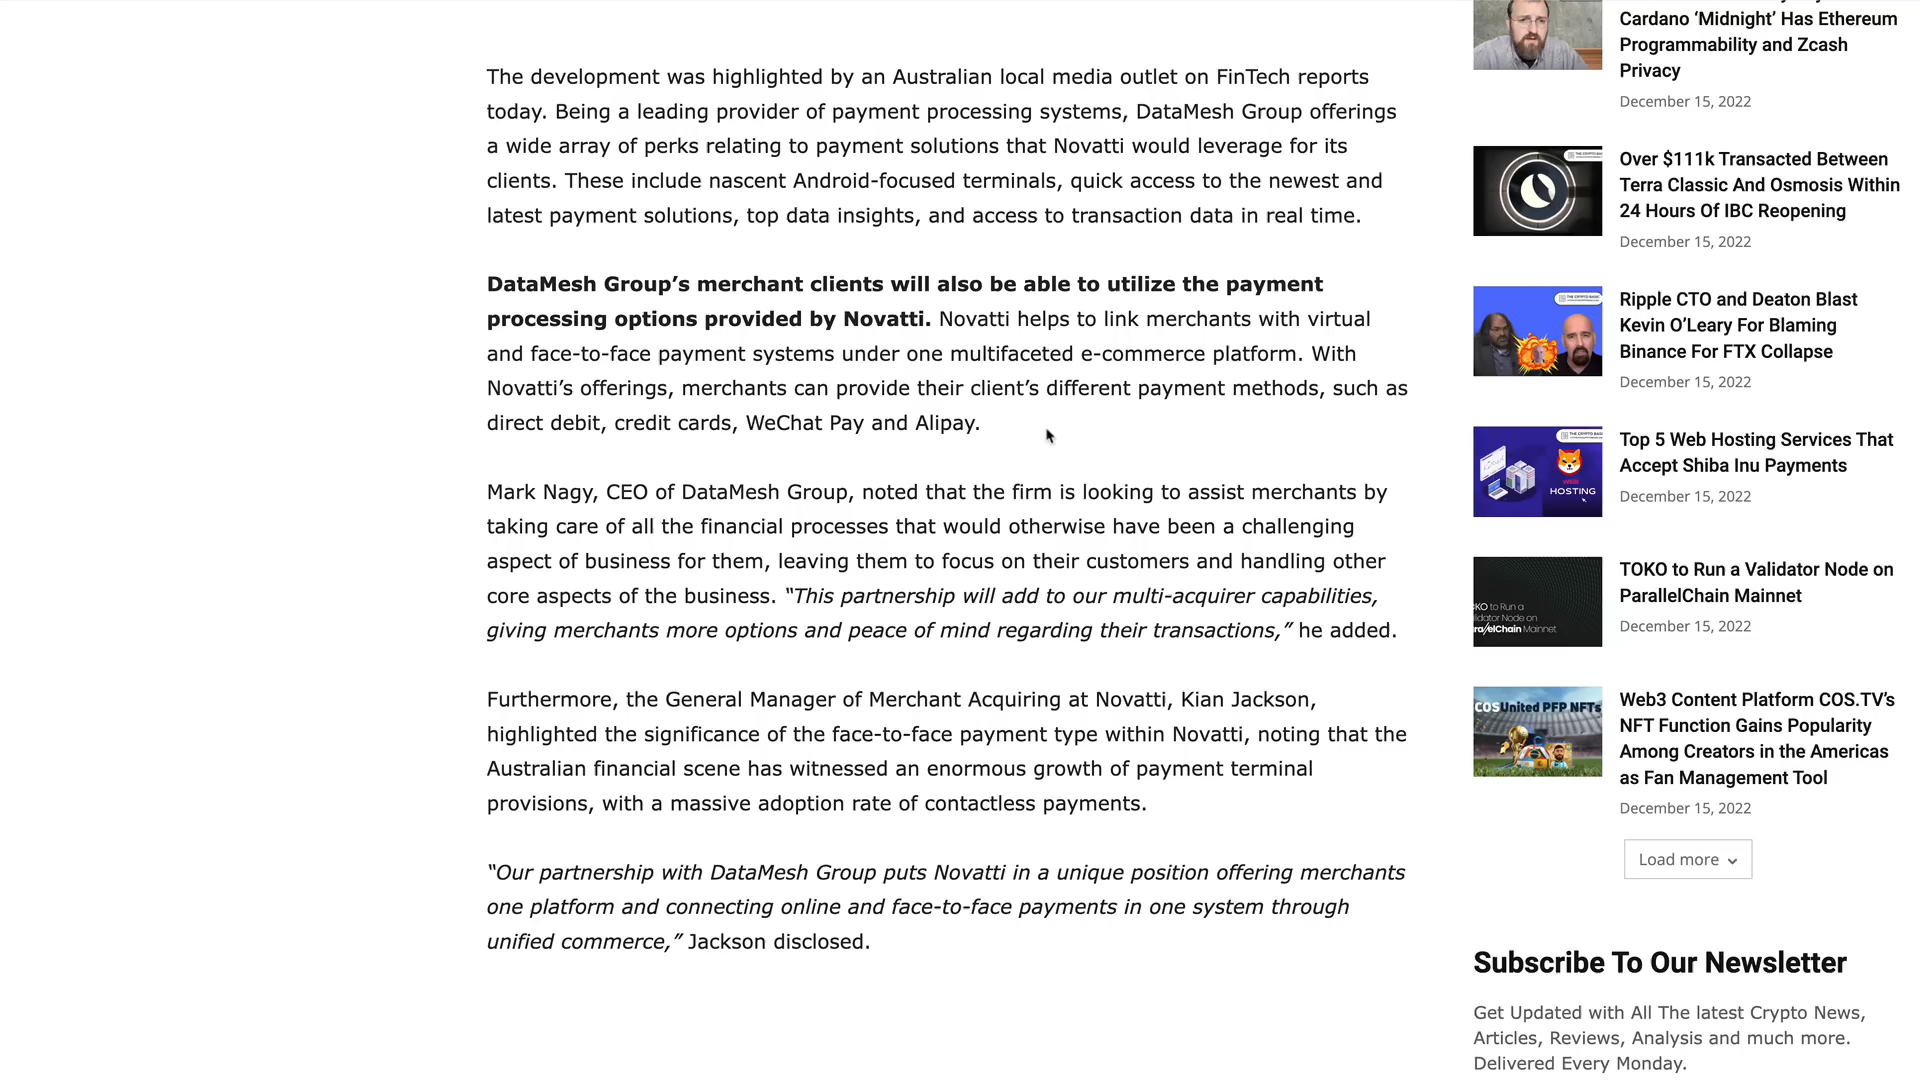 The development was highlighted by an Australian local media outlet on FinTech reports
today. Being a leading provider of payment processing systems, DataMesh Group offerings
a wide array of perks relating to payment solutions that Novatti would leverage for its
clients. These include nascent Android-focused terminals, quick access to the newest and
latest payment solutions, top data insights, and access to transaction data in real time.
DataMesh Group’s merchant clients will also be able to utilize the payment
processing options provided by Novatti. Novatti helps to link merchants with virtual
and face-to-face payment systems under one multifaceted e-commerce platform. With
Novatti’s offerings, merchants can provide their client’s different payment methods, such as
direct debit, credit cards, WeChat Pay and Alipay.
Mark Nagy, CEO of DataMesh Group, noted that the firm is looking to assist merchants by
taking care of all the financial processes that would otherwise have been a challenging
aspect of business for them, leaving them to focus on their customers and handling other
core aspects of the business. “This partnership will add to our multi-acquirer capabilities,
giving merchants more options and peace of mind regarding their transactions,” he added.
Furthermore, the General Manager of Merchant Acquiring at Novatti, Kian Jackson,
highlighted the significance of the face-to-face payment type within Novatti, noting that the
Australian financial scene has witnessed an enormous growth of payment terminal
provisions, with a massive adoption rate of contactless payments.
“Our partnership with DataMesh Group puts Novatti in a unique position offering merchants
one platform and connecting online and face-to-face payments in one system through
unified commerce,” Jackson disclosed.
Cardano ‘Midnight’ Has Ethereum
Programmability and Zcash
Privacy
December 15, 2022
Over $111k Transacted Between
Terra Classic And Osmosis Within
24 Hours Of IBC Reopening
December 15, 2022
Ripple CTO and Deaton Blast
Kevin O’Leary For Blaming
Binance For FTX Collapse
December 15, 2022
WEB
HOSTING
Top 5 Web Hosting Services That
Accept Shiba Inu Payments
December 15, 2022
KO to Run a
lidator Node on
ra/lelChain Mainnet
TOKO to Run a Validator Node on
ParallelChain Mainnet
December 15, 2022
COS United PFP NFTs
Web3 Content Platform COS.TV’s
NFT Function Gains Popularity
Among Creators in the Americas
as Fan Management Tool
December 15, 2022
Load more
Subscribe To Our Newsletter
Get Updated with All The latest Crypto News,
Articles, Reviews, Analysis and much more.
Delivered Every Monday.